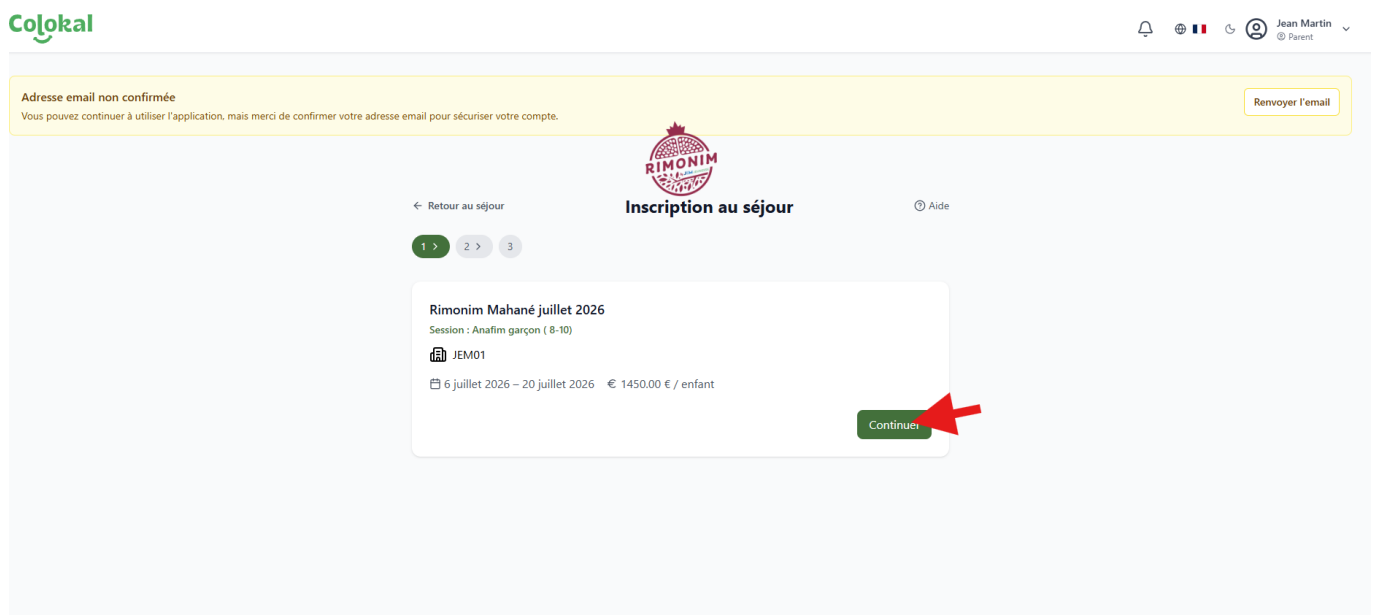 Colokal
Jean Martin
Parent
Adresse email non confirmée
Vous pouvez continuer à utiliser l'application, mais merci de confirmer votre adresse email pour sécuriser votre compte.
Renvoyer l'email
RIMONIM
Retour au séjour
Inscription au séjour
Aide
1
2
3
Rimonim Mahané juillet 2026
Session : Anafim garçon ( 8-10)
JEM01
6 juillet 2026 – 20 juillet 2026 € 1450.00 € / enfant
Continuer